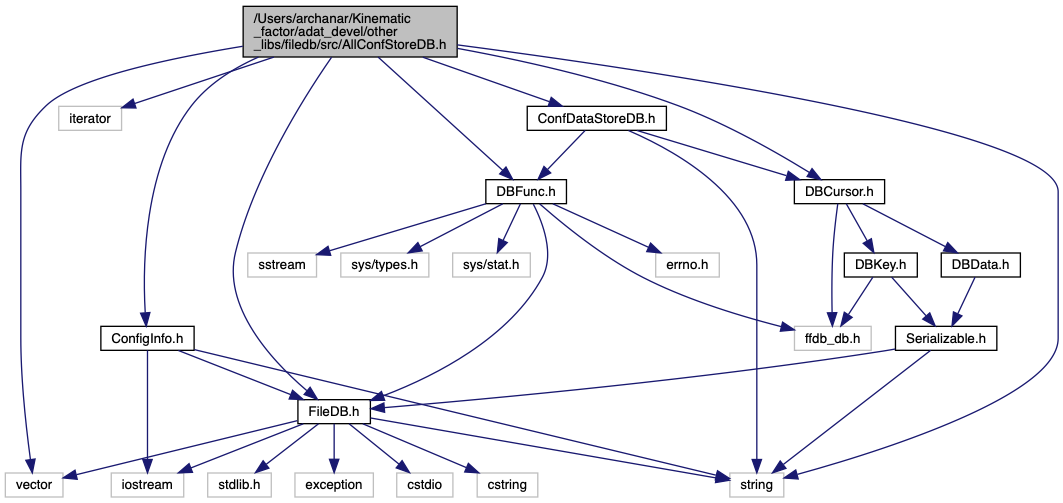 /Users/archanar/Kinematic
_factor/adat_devel/other
_libs/filedb/src/AllConfStoreDB.h
iterator
ConfDataStoreDB.h
DBFunc.h
DBCursor.h
sstream
sys/types.h
sys/stat.h
errno.h
DBKey.h
DBData.h
ConfigInfo.h
ffdb_db.h
Serializable.h
FileDB.h
vector
iostream
stdlib.h
exception
cstdio
cstring
string